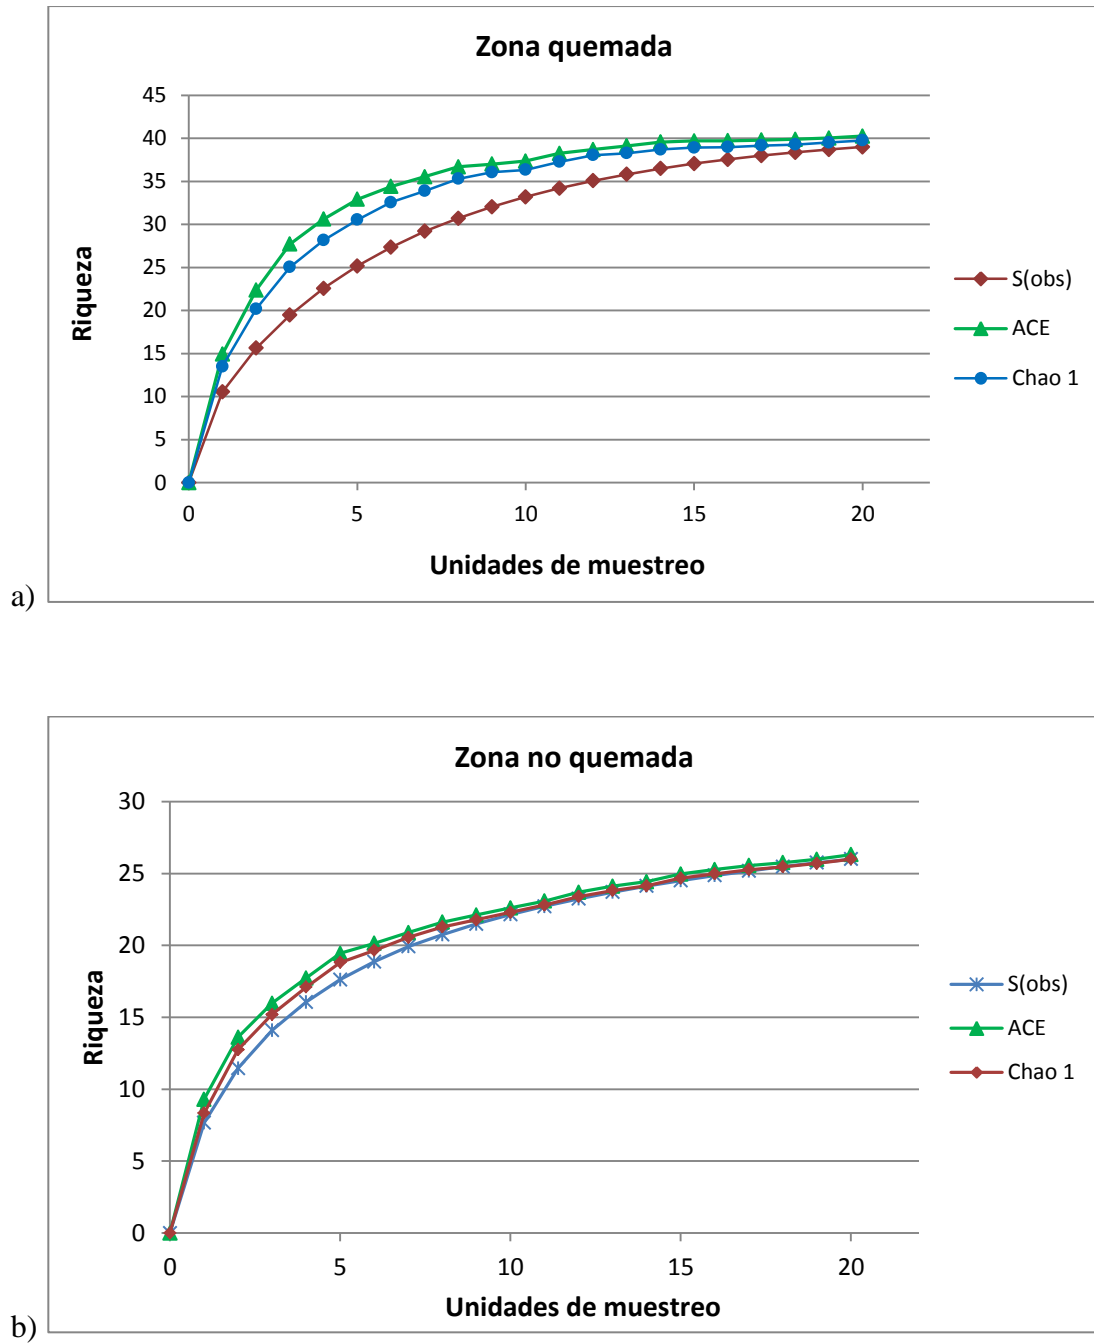 Zona quemada
45
40
35
30
25
20
15
10
5
0
Riqueza
0 5 10 15 20
Unidades de muestreo
S(obs)
ACE
Chao 1
a)
Zona no quemada
30
25
20
15
10
5
0
Riqueza
0 5 10 15 20
Unidades de muestreo
S(obs)
ACE
Chao 1
b)